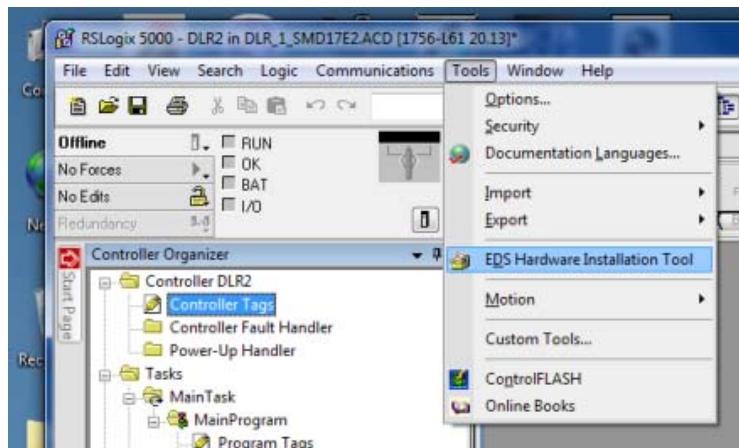 RSLogix 5000 - DLR2 in DLR_1_SMD17E2.ACD [1756-L61 20.13]*
File Edit View Search Logic Communications Tools Window Help
Options...
Security
Documentation Languages...
Import
Export
EDS Hardware Installation Tool
Motion
Custom Tools...
ControlFLASH
Online Books
Offline
RUN
No Forces
OK
BAT
No Edits
I/O
Redundancy
Start Page
Controller Organizer
Controller DLR2
Controller Tags
Controller Fault Handler
Power-Up Handler
Tasks
MainTask
MainProgram
Program Tags